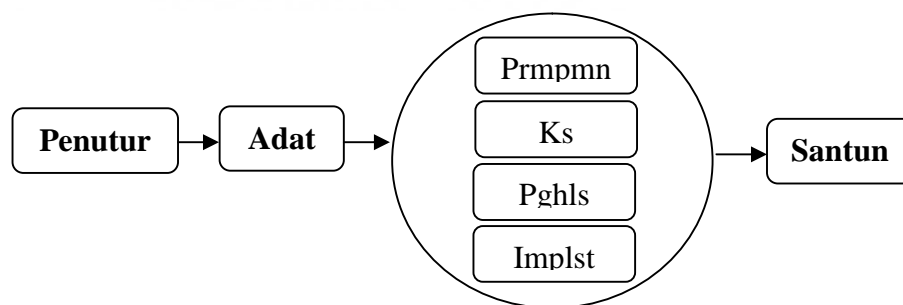 Penutur
Adat
Prmpmn
Ks
Pghls
Implst
Santun